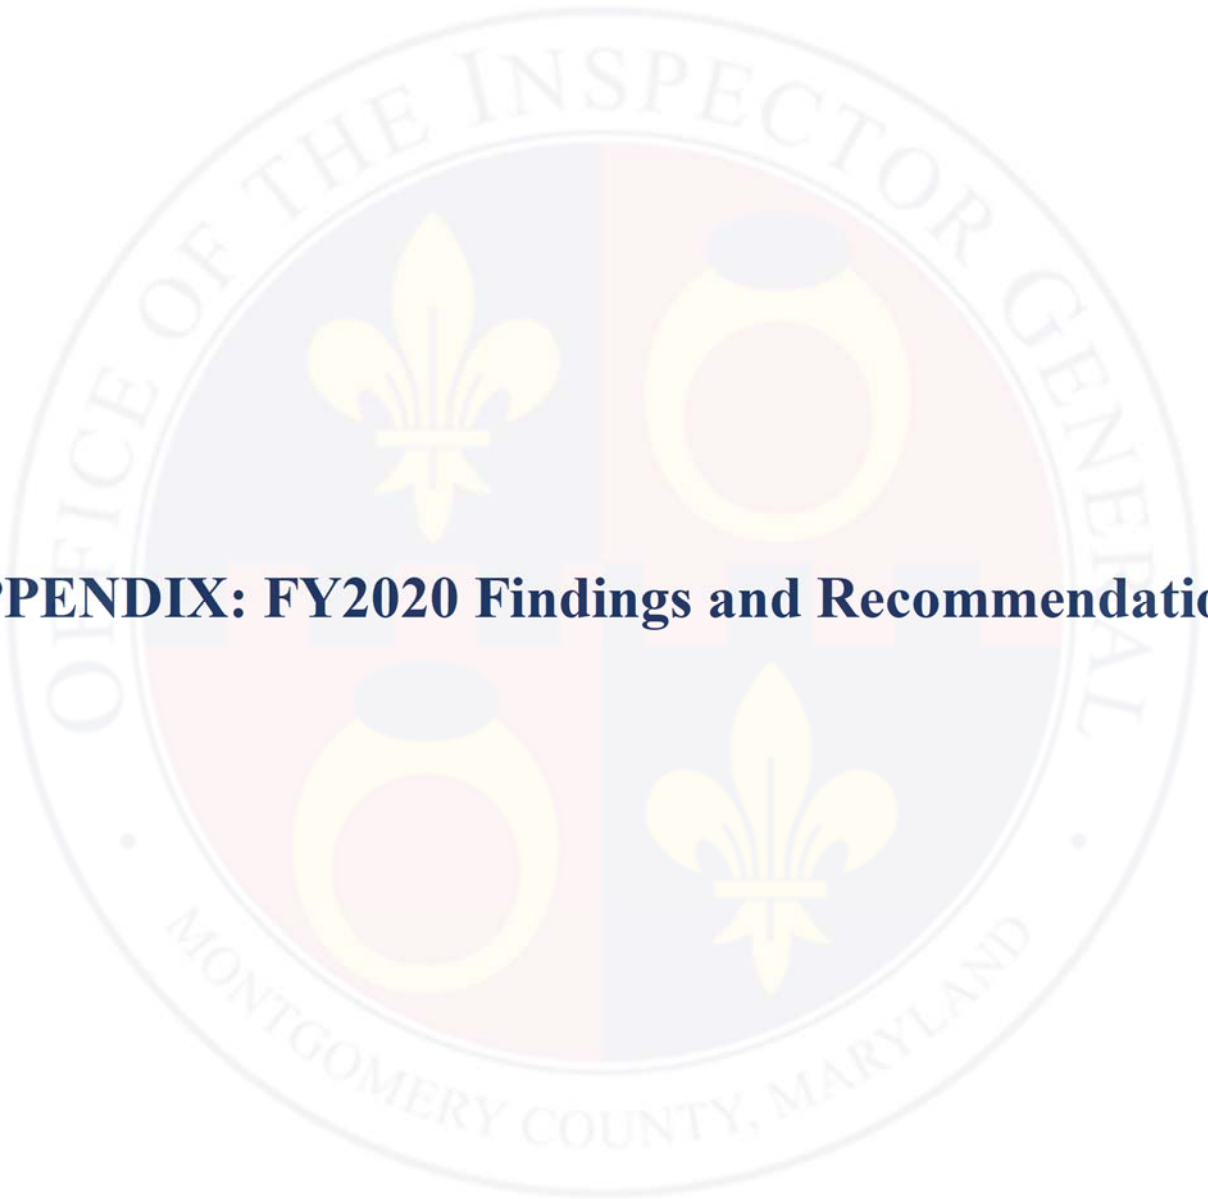 OFFICE OF THE INSPECTOR GENERAL
PPENDIX: FY2020 Findings and Recommendatio
MONTGOMERY COUNTY, MARYLAND